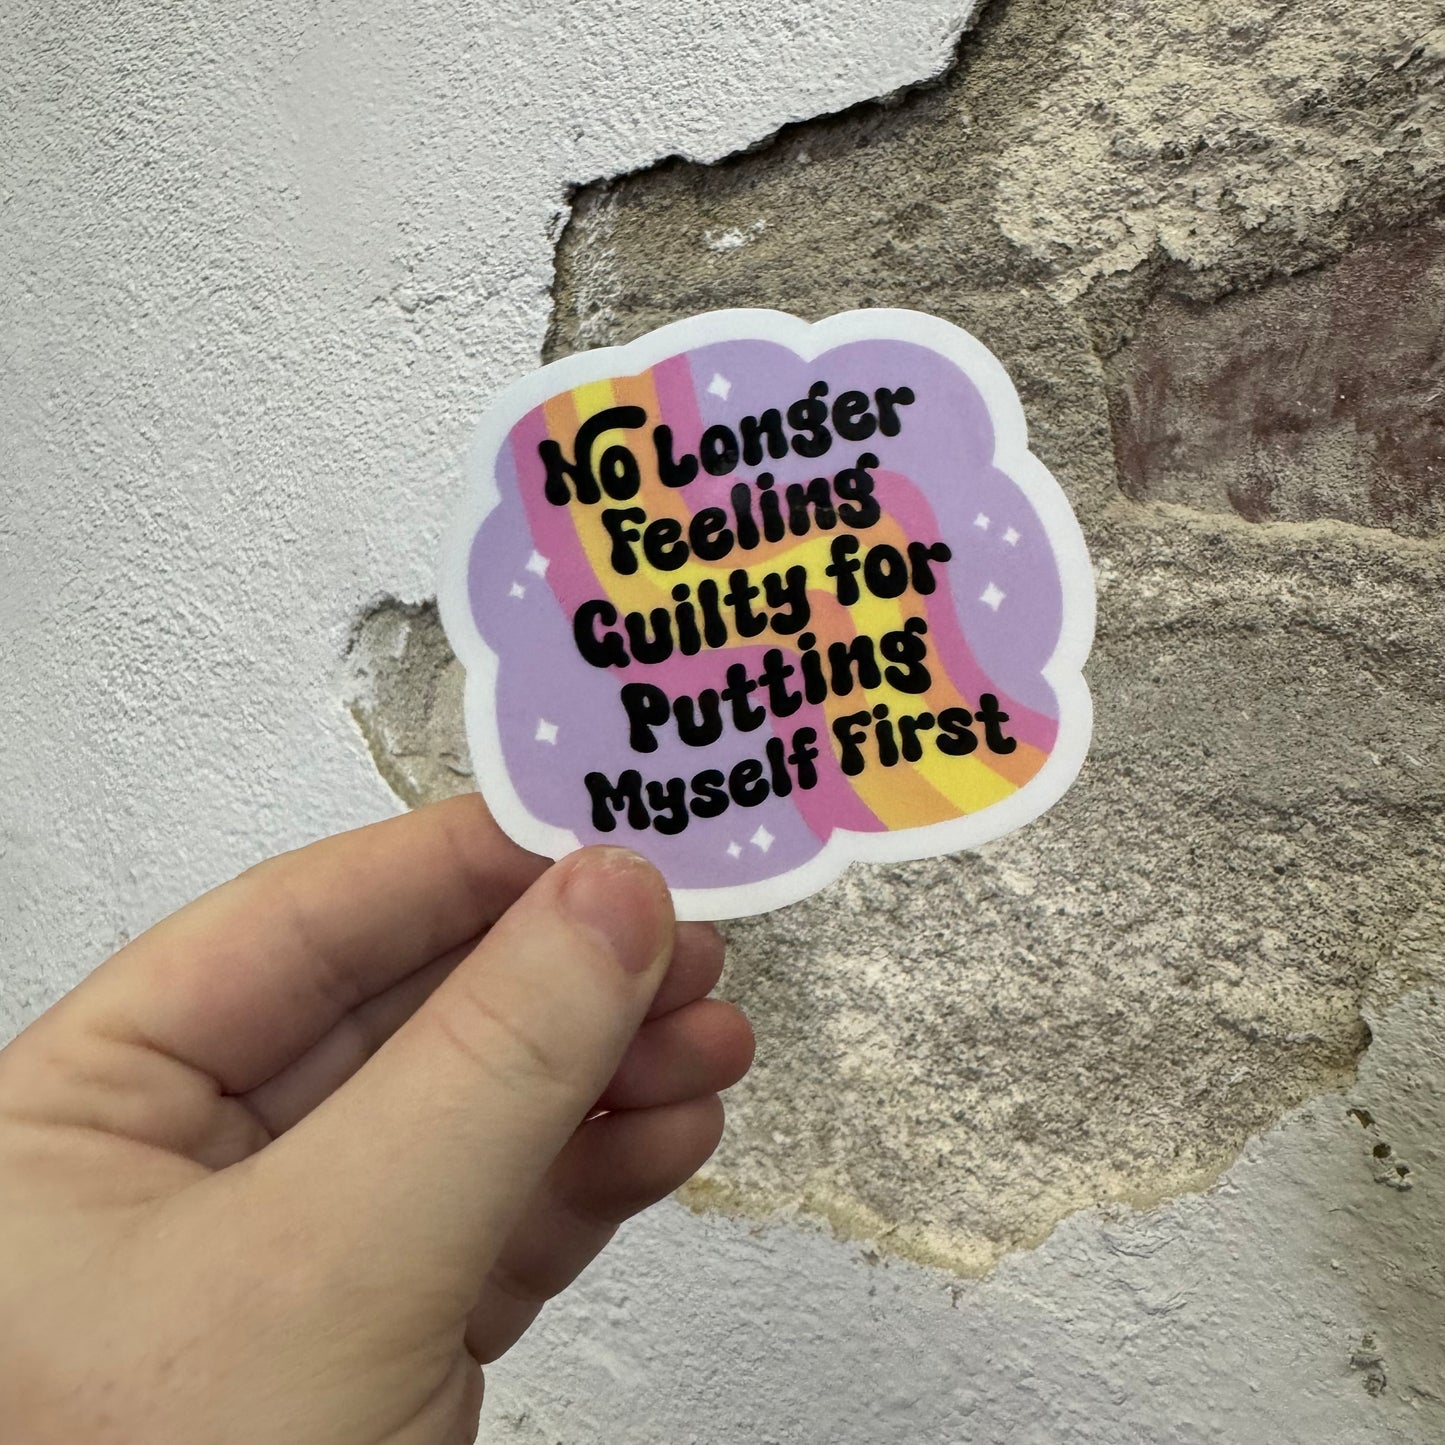 No Longer
Feeling
Guilty for
Putting
Myself First